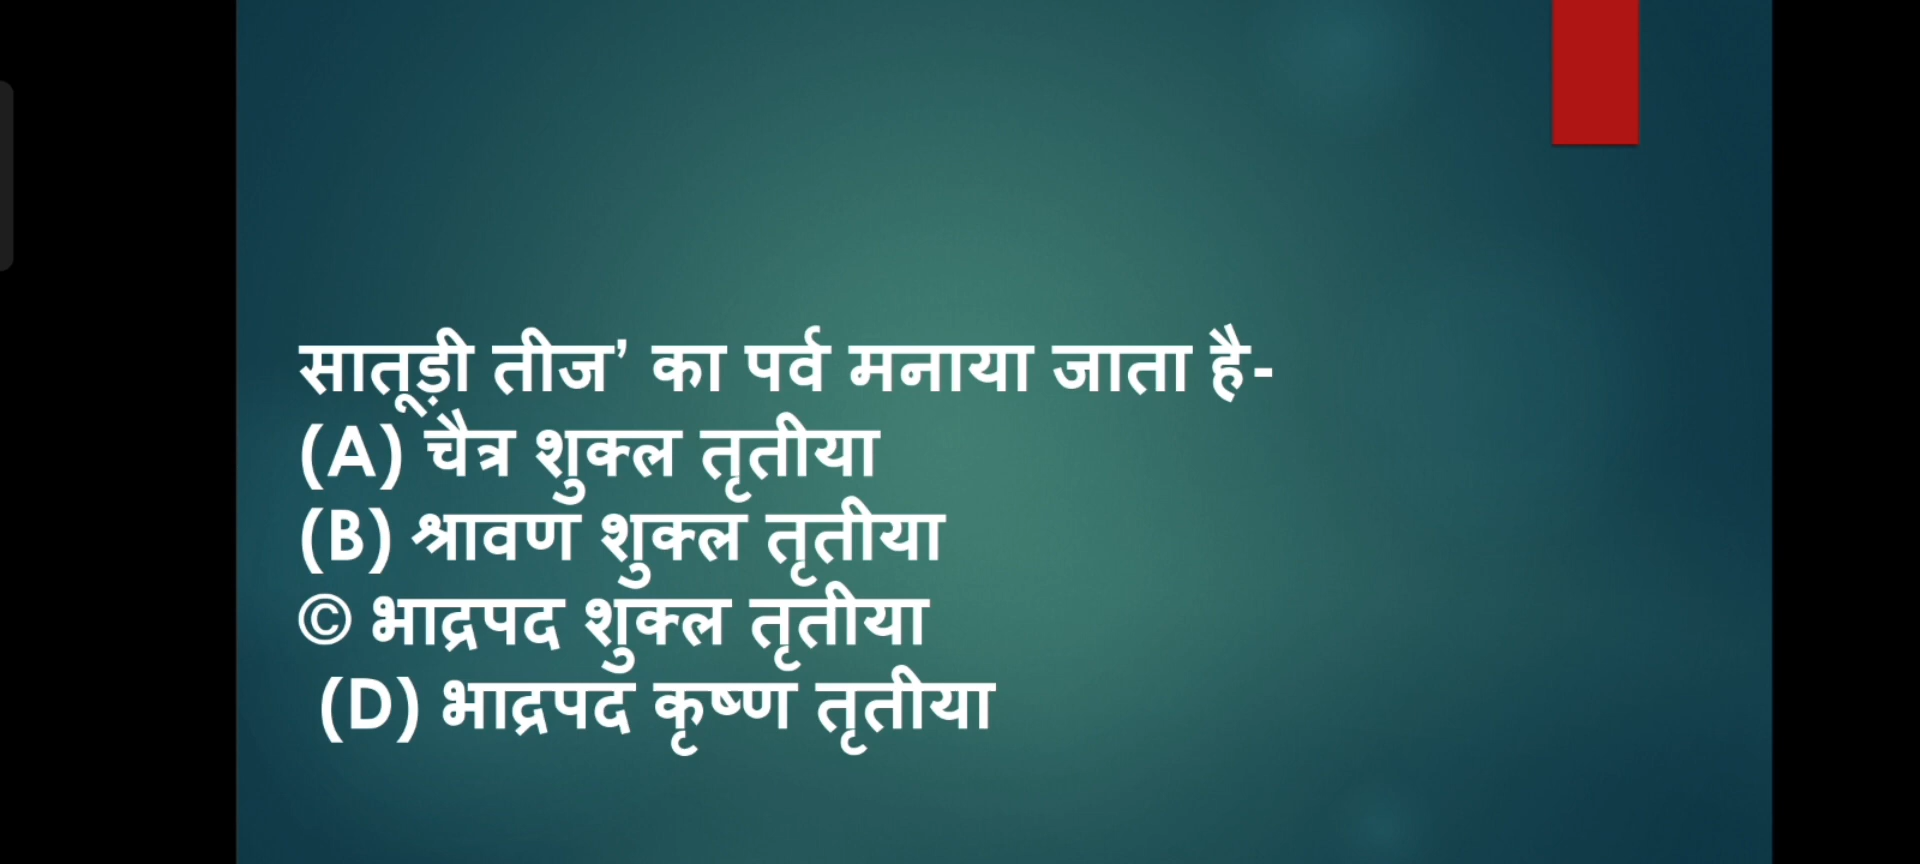 सातूड़ी तीज’ का पर्व मनाया जाता है-
(A) चैत्र शुक्ल तृतीया
(B) श्रावण शुक्ल तृतीया
© भाद्रपद शुक्ल तृतीया
(D) भाद्रपद कृष्ण तृतीया